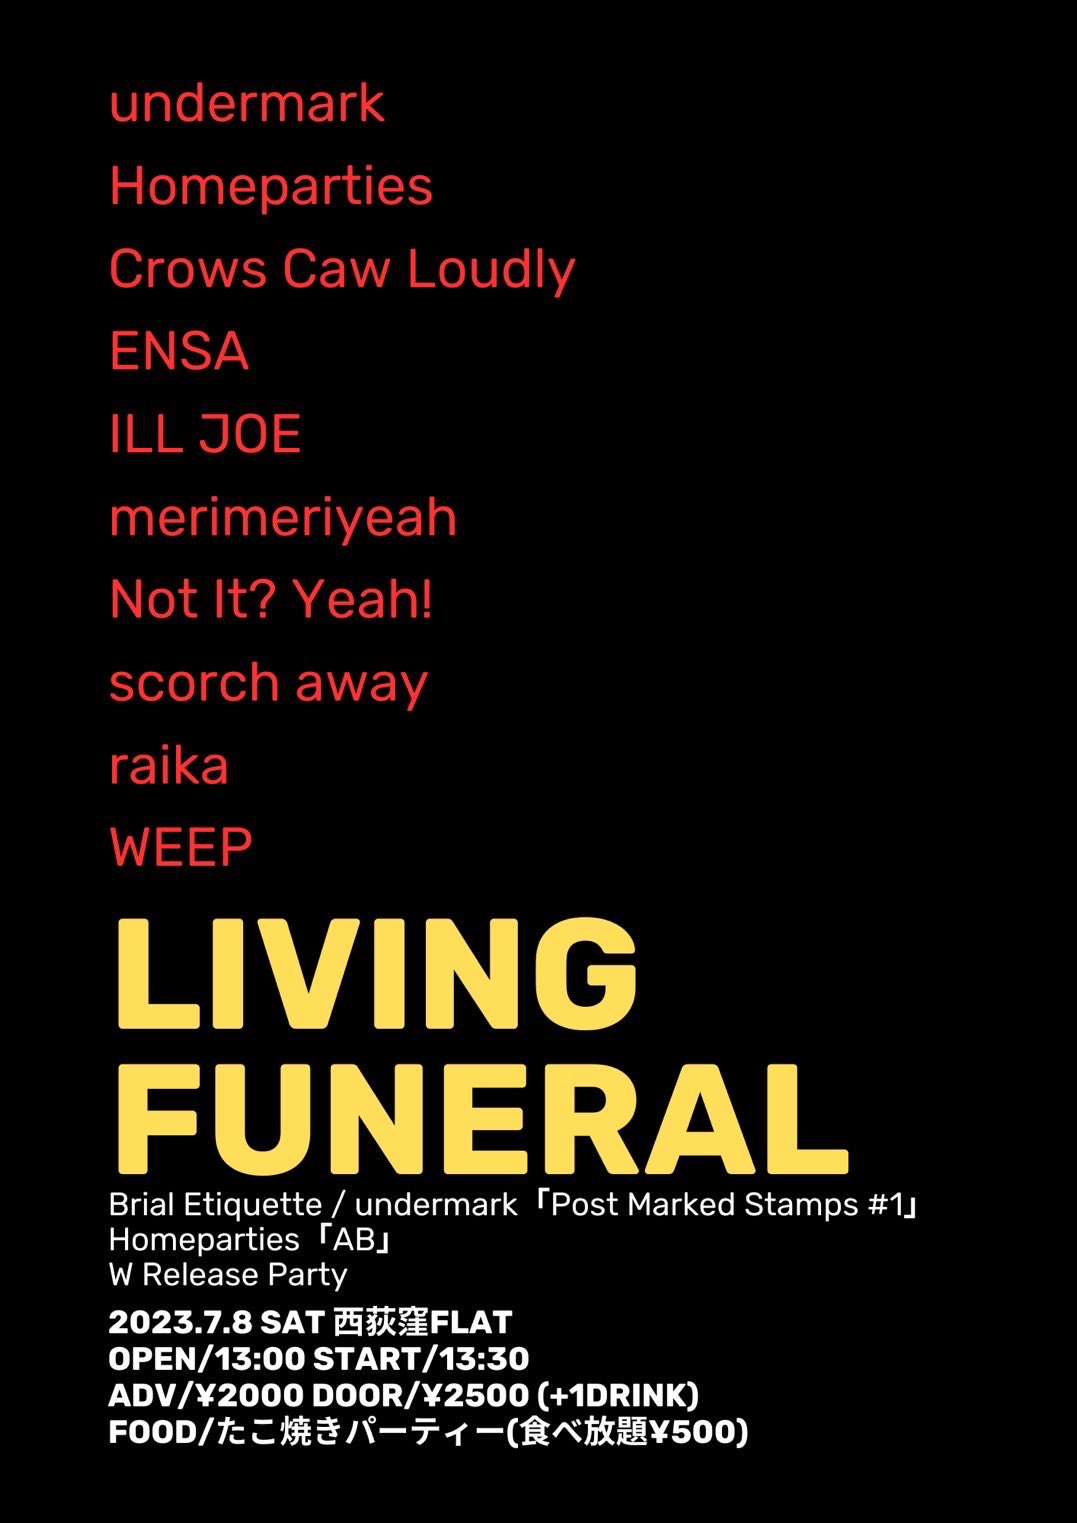 undermark
Homeparties
Crows Caw Loudly
ENSA
ILL JOE
merimeriyeah
Not It? Yeah!
scorch away
raika
WEEP
LIVING
FUNERAL
Brial Etiquette / undermark「Post Marked Stamps #1」
Homeparties「AB」
W Release Party
2023.7.8 SAT 西荻窪FLAT
OPEN/13:00 START/13:30
ADV/¥2000 DOOR/¥2500 (+1DRINK)
FOOD/たこ焼きパーティー(食べ放題¥500)